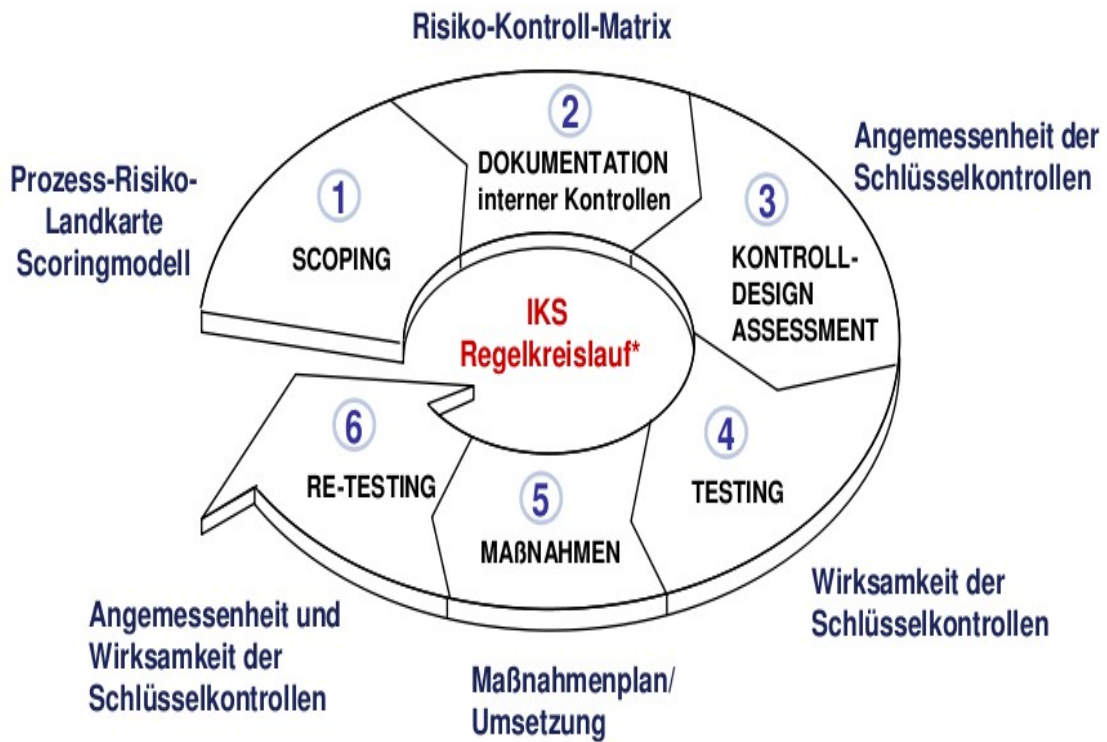 Risiko-Kontroll-Matrix
Prozess-Risiko-
Landkarte
Scoringmodell
1
SCOPING
2
DOKUMENTATION
interner Kontrollen
Angemessenheit der
Schlüsselkontrollen
3
KONTROLL-
DESIGN
ASSESSMENT
IKS
Regelkreislauf*
4
TESTING
Wirksamkeit der
Schlüsselkontrollen
5
MAßNAHMEN
Maßnahmenplan/
Umsetzung
6
RE-TESTING
Angemessenheit und
Wirksamkeit der
Schlüsselkontrollen